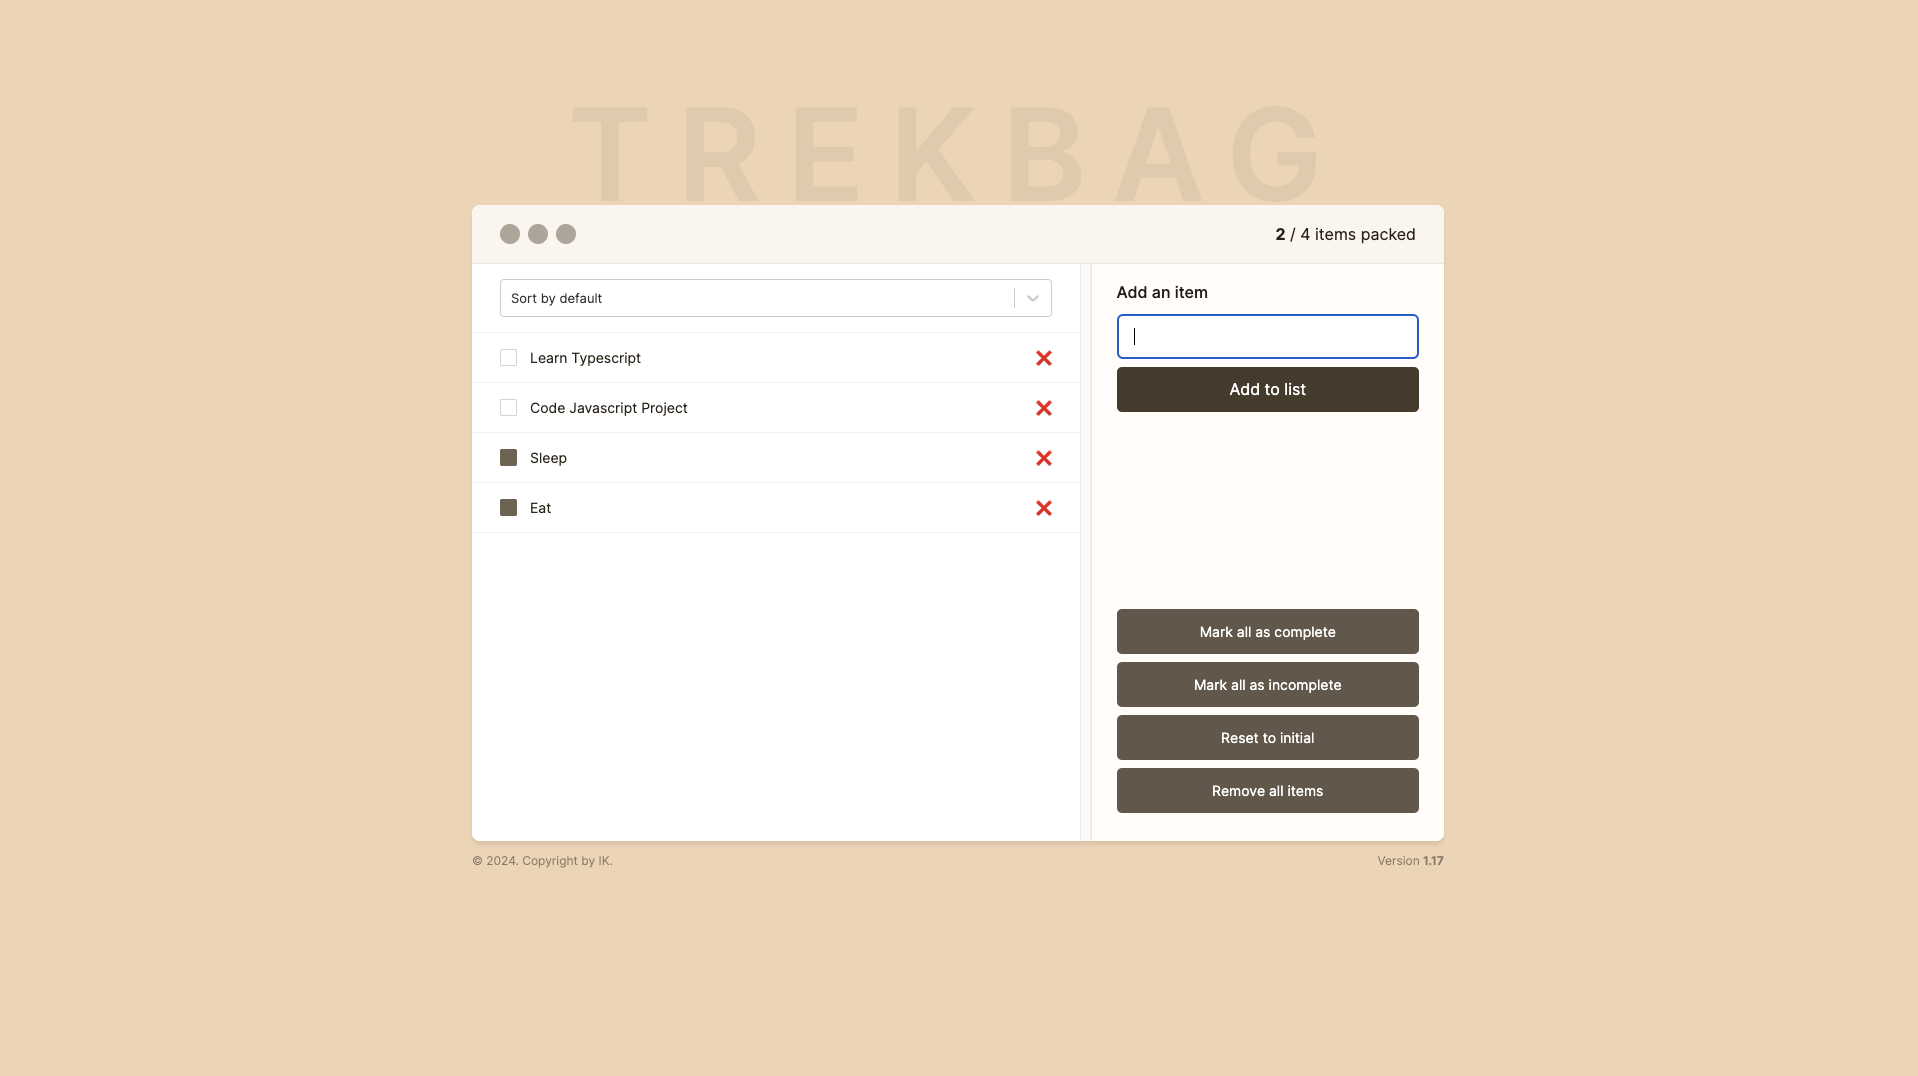 TREKBAG
2 / 4 items packed
Sort by default
Learn Typescript
Code Javascript Project
Sleep
Eat
Add an item
Add to list
Mark all as complete
Mark all as incomplete
Reset to initial
Remove all items
© 2024. Copyright by IK.
Version 1.17